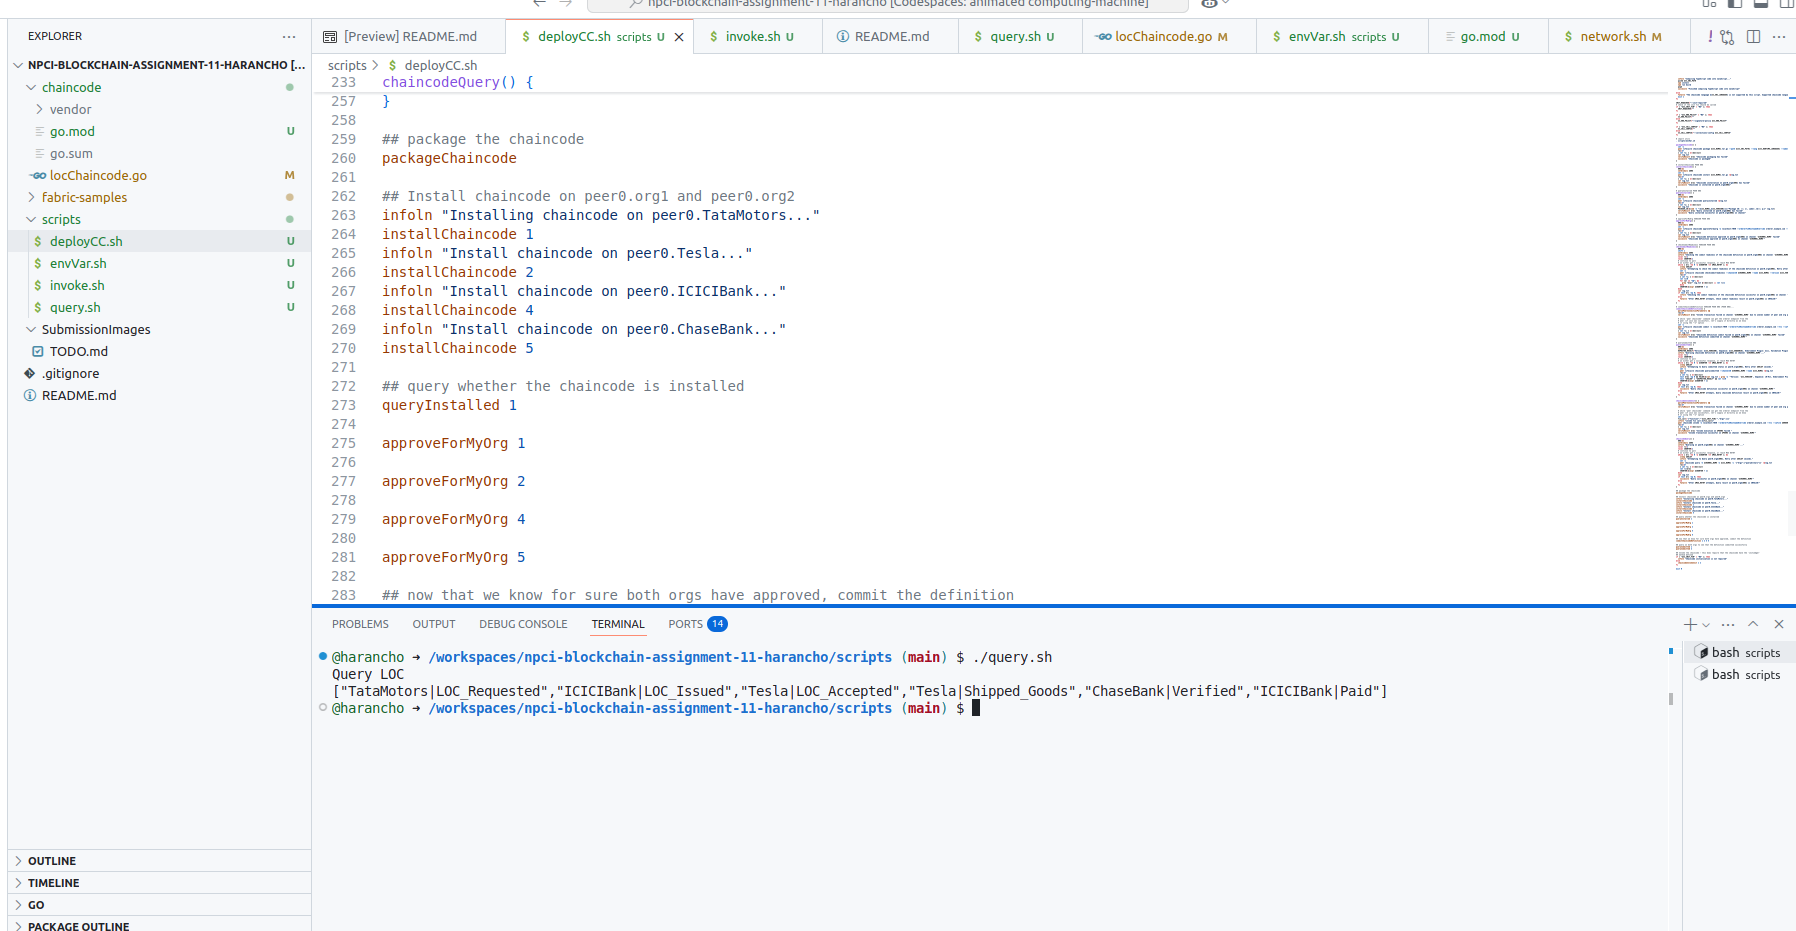 npci-blockchain-assignment-11-harancho [Codespaces: animated computing-machine]
EXPLORER
NPCI-BLOCKCHAIN-ASSIGNMENT-11-HARANCHO [...
chaincode
vendor
go.mod U
go.sum
locChaincode.go M
fabric-samples
scripts
deployCC.sh U
envVar.sh U
invoke.sh U
query.sh U
SubmissionImages
TODO.md
.gitignore
README.md
OUTLINE
TIMELINE
GO
PACKAGE OUTLINE
[Preview] README.md
deployCC.sh scripts U
invoke.sh U
README.md
query.sh U
locChaincode.go M
envVar.sh scripts U
go.mod U
network.sh M
scripts > deployCC.sh
233 chaincodeQuery() {
257 }
258
259 ## package the chaincode
260 packageChaincode
261
262 ## Install chaincode on peer0.org1 and peer0.org2
263 infoln "Installing chaincode on peer0.TataMotors..."
264 installChaincode 1
265 infoln "Install chaincode on peer0.Tesla..."
266 installChaincode 2
267 infoln "Install chaincode on peer0.ICICIBank..."
268 installChaincode 4
269 infoln "Install chaincode on peer0.ChaseBank..."
270 installChaincode 5
271
272 ## query whether the chaincode is installed
273 queryInstalled 1
274
275 approveForMyOrg 1
276
277 approveForMyOrg 2
278
279 approveForMyOrg 4
280
281 approveForMyOrg 5
282
283 ## now that we know for sure both orgs have approved, commit the definition
PROBLEMS OUTPUT DEBUG CONSOLE TERMINAL PORTS 14
@harancho ➜ /workspaces/npci-blockchain-assignment-11-harancho/scripts (main) $ ./query.sh
Query LOC
["TataMotors|LOC_Requested","ICICIBank|LOC_Issued","Tesla|LOC_Accepted","Tesla|Shipped_Goods","ChaseBank|Verified","ICICIBank|Paid"]
@harancho ➜ /workspaces/npci-blockchain-assignment-11-harancho/scripts (main) $
bash scripts
bash scripts